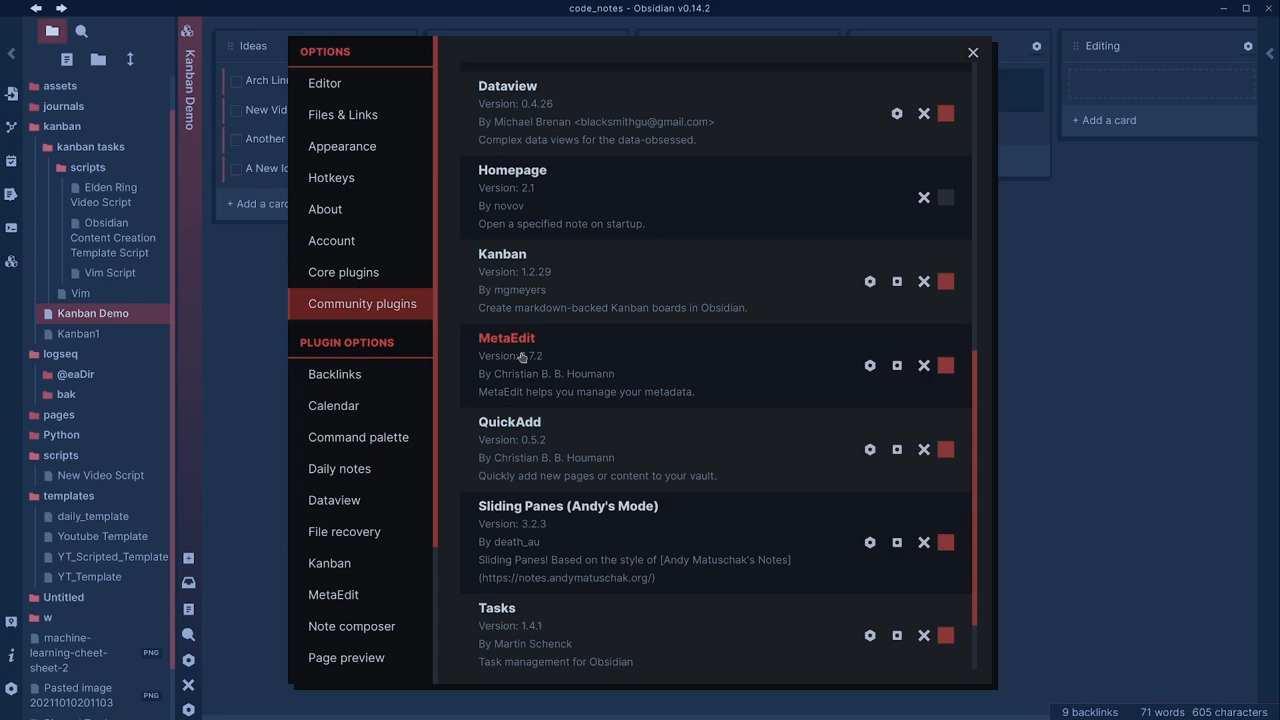 code_notes - Obsidian v0.14.2
assets
journals
kanban
kanban tasks
scripts
Elden Ring
Video Script
Obsidian
Content Creation
Template Script
Vim Script
Vim
Kanban Demo
Kanban1
logseq
@eaDir
bak
pages
Python
scripts
New Video Script
templates
daily_template
Youtube Template
YT_Scripted_Template
YT_Template
Untitled
w
machine-
learning-cheet-
sheet-2
PNG
Pasted image
20211010201103
PNG
Kanban Demo
Ideas
Arch Lin
New Vid
Another
A New Id
+ Add a card
OPTIONS
Editor
Files & Links
Appearance
Hotkeys
About
Account
Core plugins
Community plugins
PLUGIN OPTIONS
Backlinks
Calendar
Command palette
Daily notes
Dataview
File recovery
Kanban
MetaEdit
Note composer
Page preview
Dataview
Version: 0.4.26
By Michael Brenan <blacksmithgu@gmail.com>
Complex data views for the data-obsessed.
Homepage
Version: 2.1
By novov
Open a specified note on startup.
Kanban
Version: 1.2.29
By mgmeyers
Create markdown-backed Kanban boards in Obsidian.
MetaEdit
Version: 7.2
By Christian B. B. Houmann
MetaEdit helps you manage your metadata.
QuickAdd
Version: 0.5.2
By Christian B. B. Houmann
Quickly add new pages or content to your vault.
Sliding Panes (Andy's Mode)
Version: 3.2.3
By death_au
Sliding Panes! Based on the style of [Andy Matuschak's Notes]
(https://notes.andymatuschak.org/)
Tasks
Version: 1.4.1
By Martin Schenck
Task management for Obsidian
Editing
+ Add a card
9 backlinks 71 words 605 characters